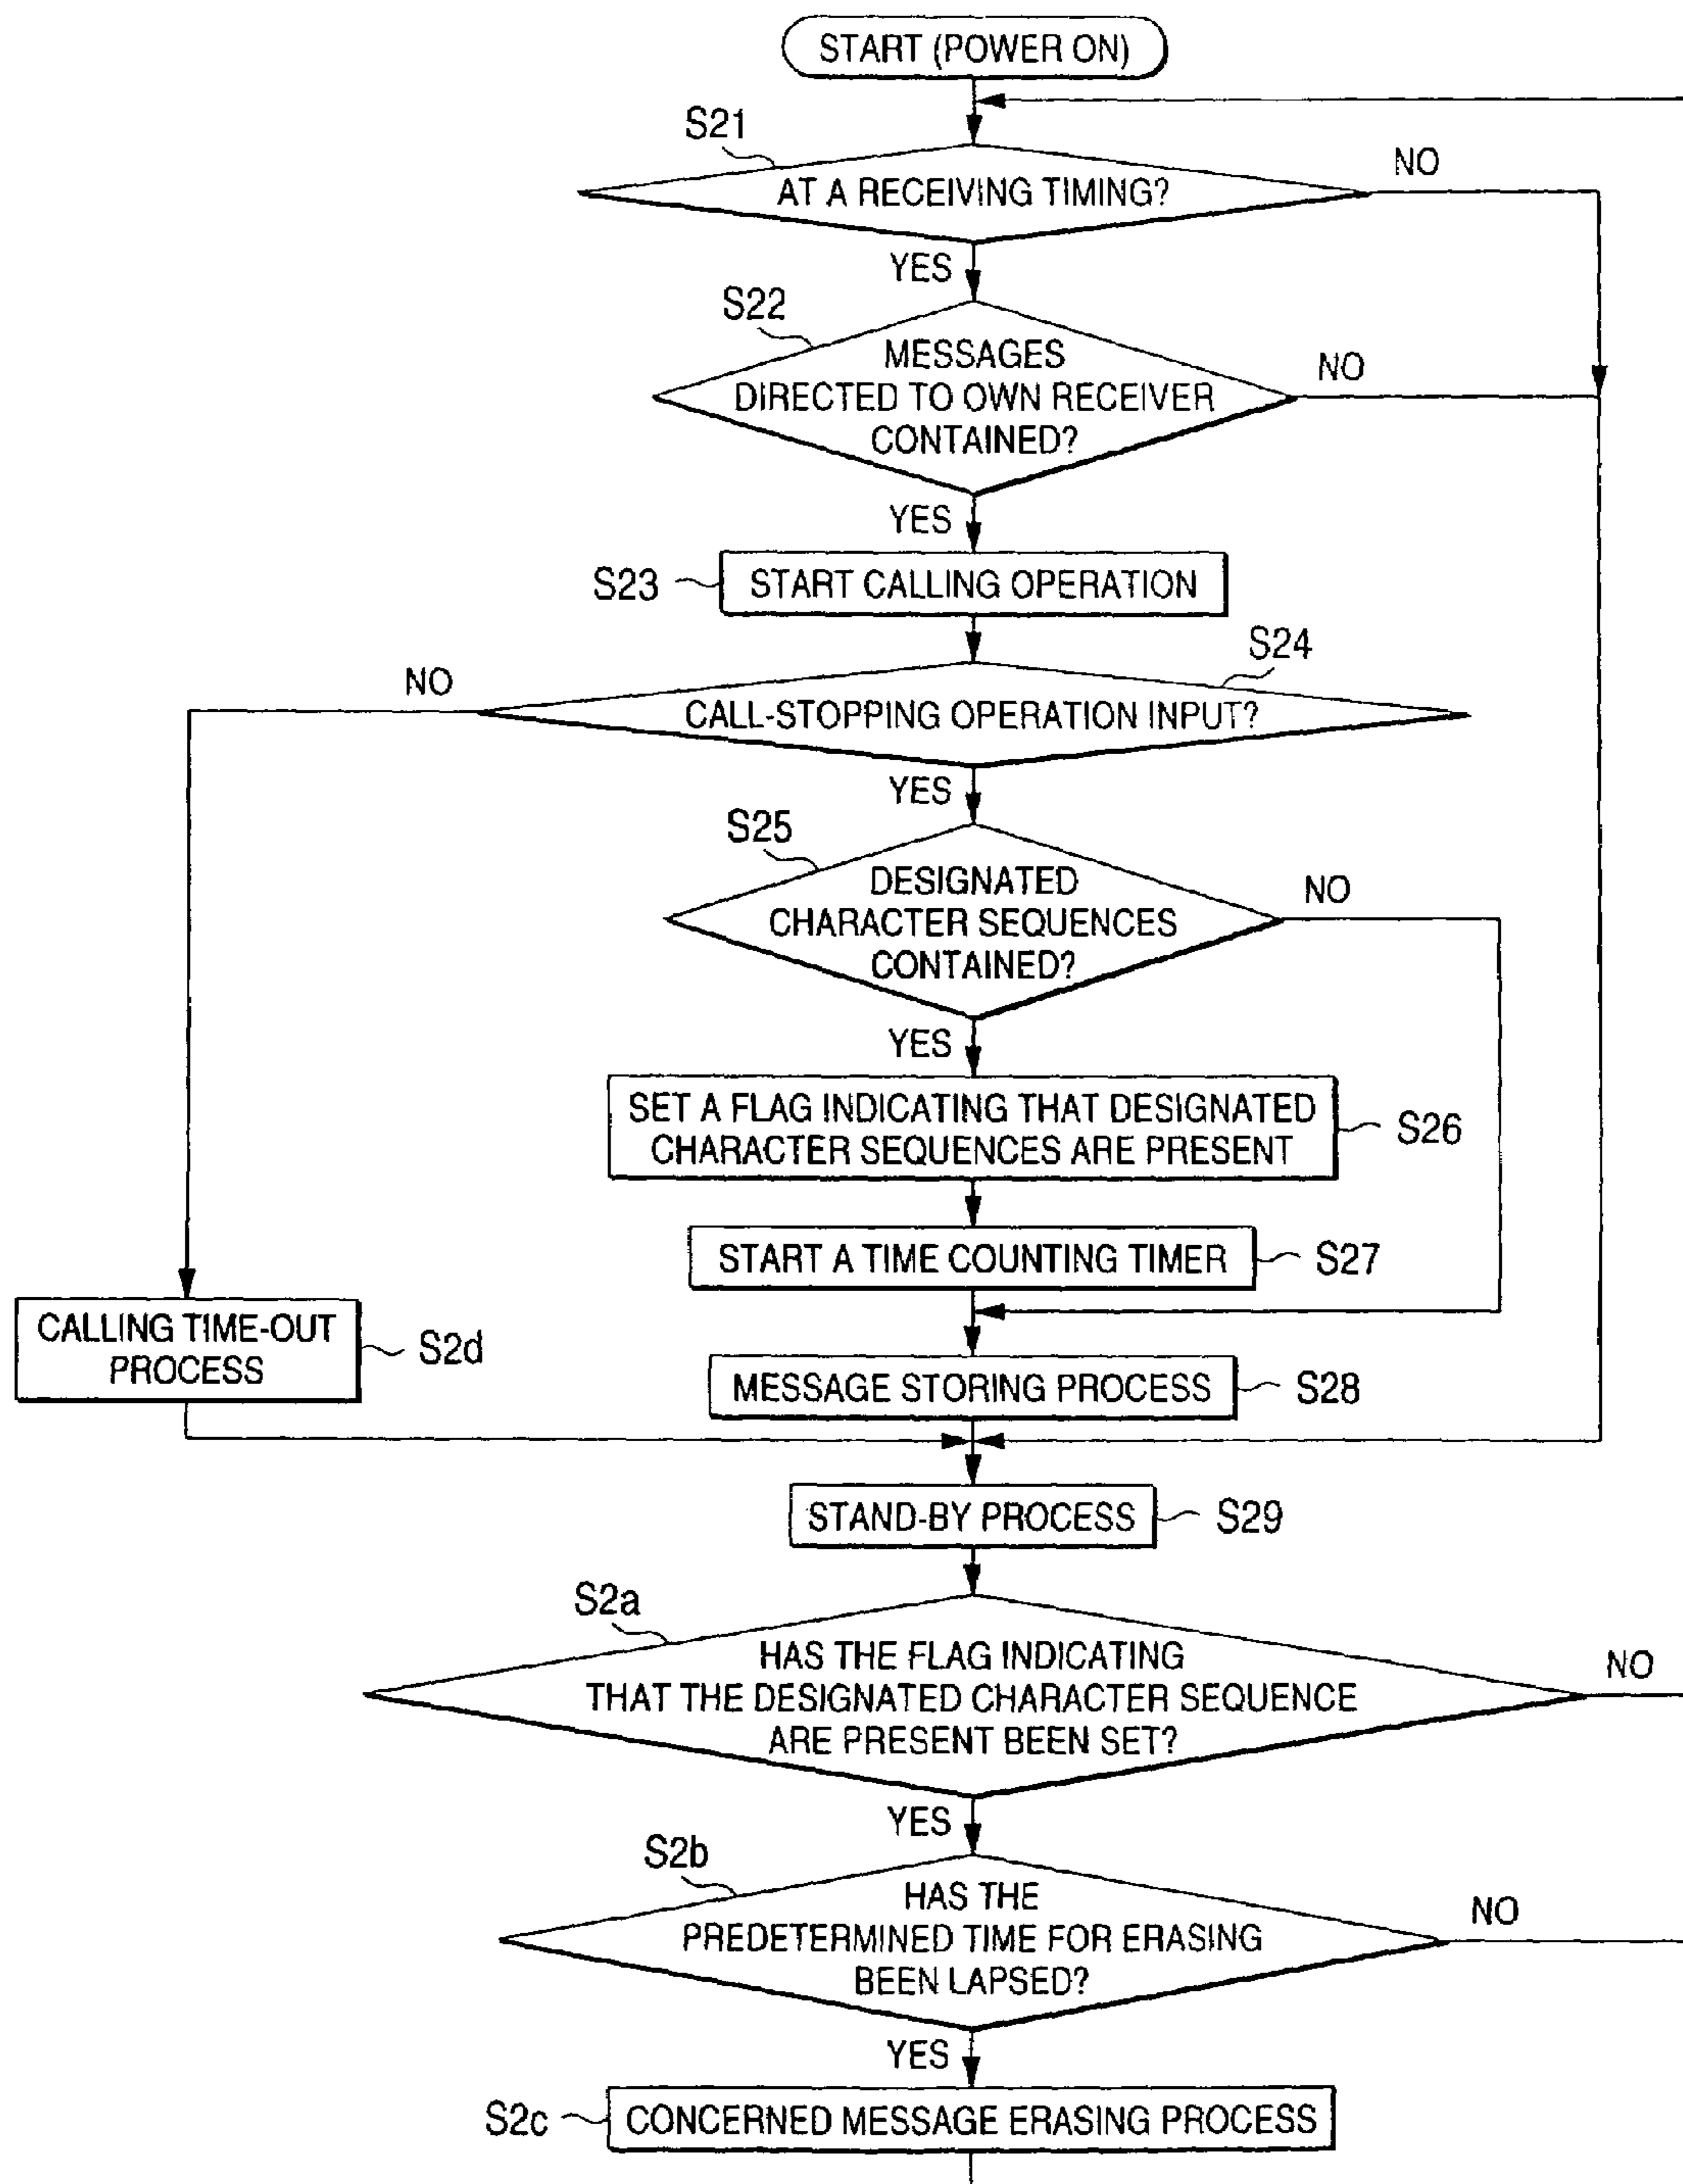 START (POWER ON)
S21
AT A RECEIVING TIMING?
NO
YES
S22
MESSAGES
DIRECTED TO OWN RECEIVER
CONTAINED?
NO
YES
S23
START CALLING OPERATION
S24
NO
CALL-STOPPING OPERATION INPUT?
YES
S25
DESIGNATED
CHARACTER SEQUENCES
CONTAINED?
NO
YES
SET A FLAG INDICATING THAT DESIGNATED
CHARACTER SEQUENCES ARE PRESENT
S26
START A TIME COUNTING TIMER
S27
CALLING TIME-OUT
PROCESS
S2d
MESSAGE STORING PROCESS
S28
STAND-BY PROCESS
S29
S2a
HAS THE FLAG INDICATING
THAT THE DESIGNATED CHARACTER SEQUENCE
ARE PRESENT BEEN SET?
NO
YES
S2b
HAS THE
PREDETERMINED TIME FOR ERASING
BEEN LAPSED?
NO
YES
S2c
CONCERNED MESSAGE ERASING PROCESS